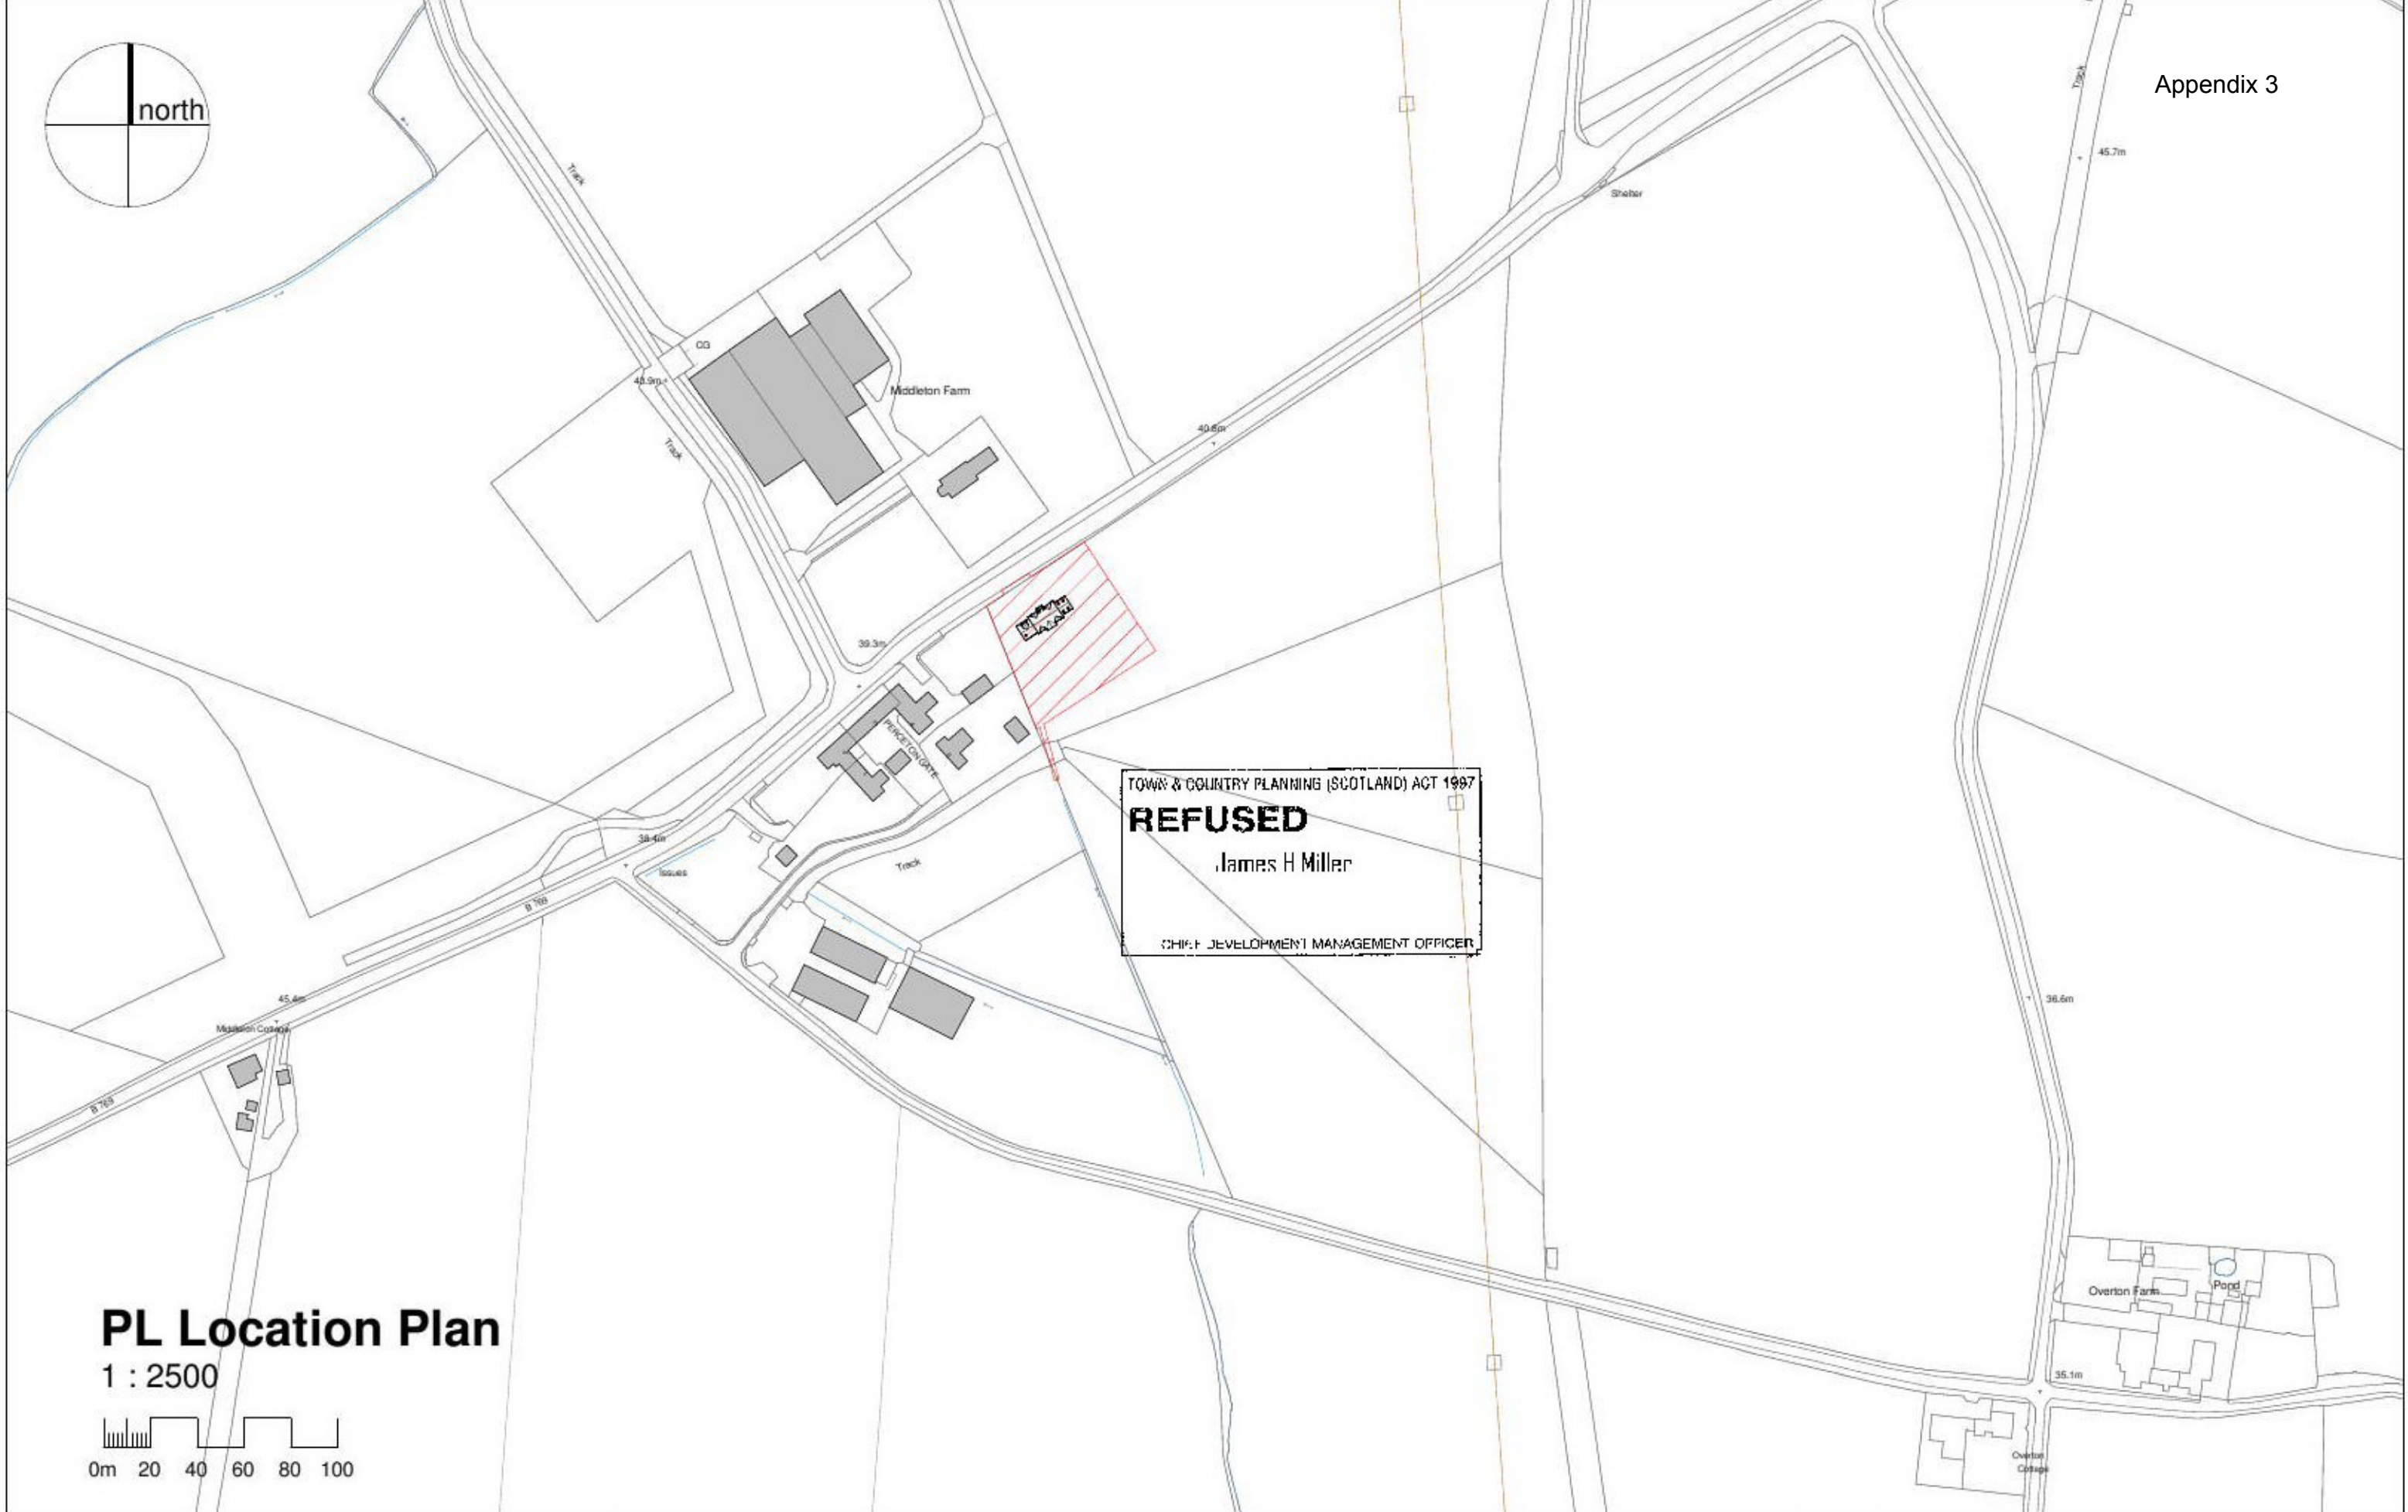 Appendix 3
north
Track
Track
45.7m
Shelter
CG
40.9m
Middleton Farm
Track
40.8m
39.3m
PERCETON GATE
TOWN & COUNTRY PLANNING (SCOTLAND) ACT 1997
REFUSED
James H Miller
CHIEF DEVELOPMENT MANAGEMENT OFFICER
38.4m
Issues
Track
B 769
45.4m
Middleton Cottage
B 769
36.6m
Overton Farm
Pond
35.1m
Overton
Cottage
PL Location Plan
1 : 2500
0m 20 40 60 80 100